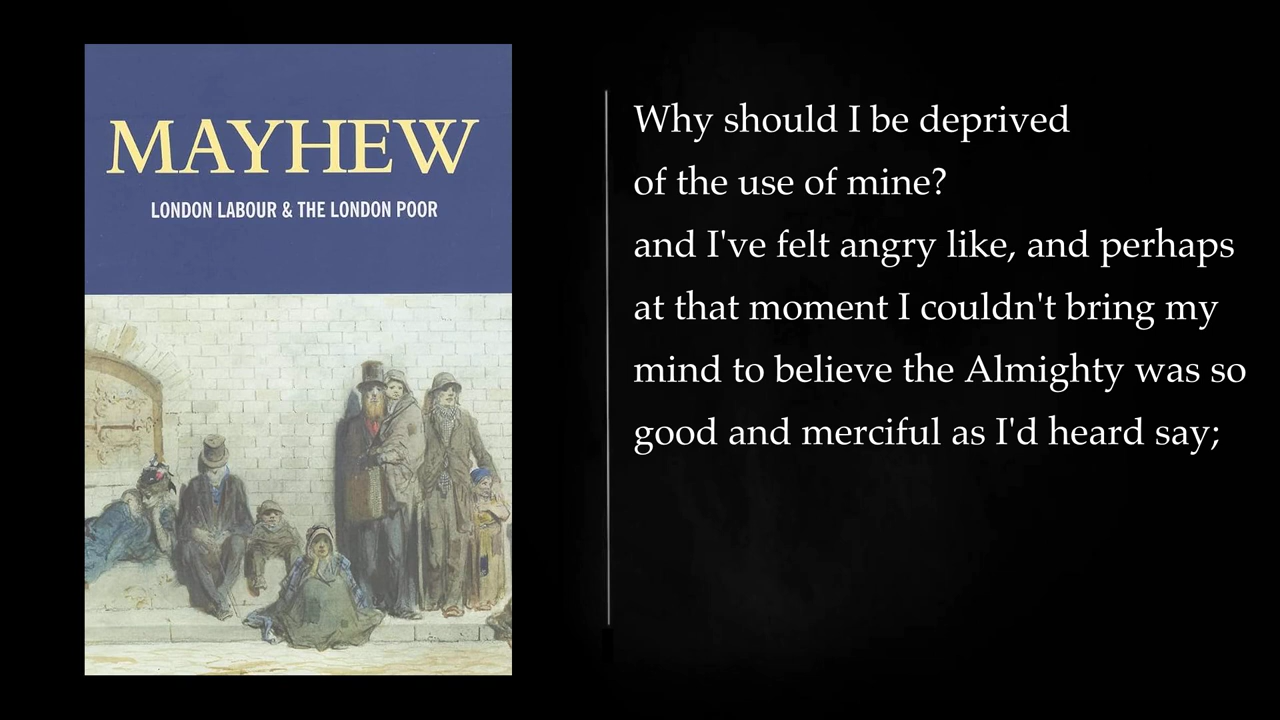 MAYHEW
LONDON LABOUR & THE LONDON POOR
Why should I be deprived
of the use of mine?
and I've felt angry like, and perhaps
at that moment I couldn't bring my
mind to believe the Almighty was so
good and merciful as I'd heard say;